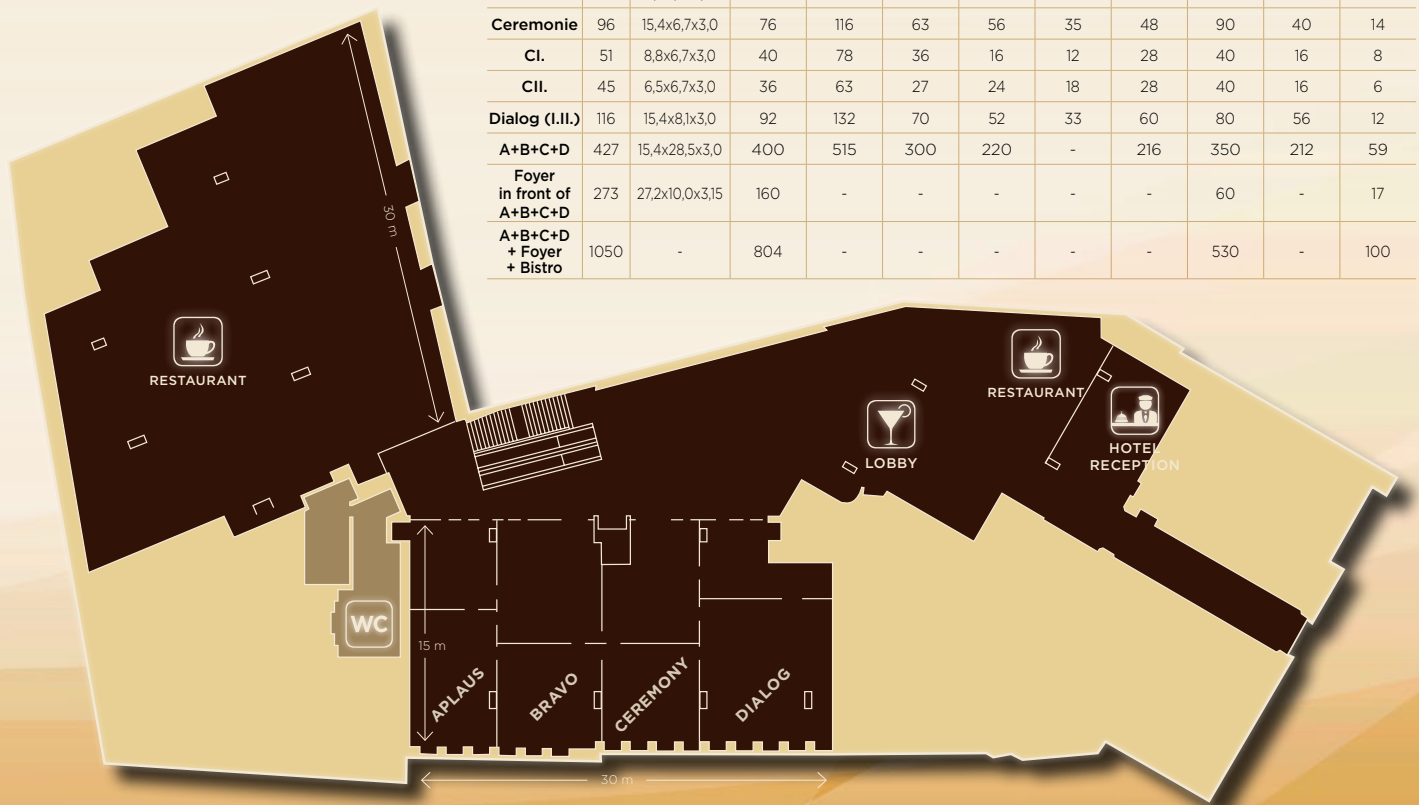 Ceremonie 96 15,4x6,7x3,0 76 116 63 56 35 48 90 40 14
CI. 51 8,8x6,7x3,0 40 78 36 16 12 28 40 16 8
CII. 45 6,5x6,7x3,0 36 63 27 24 18 28 40 16 6
Dialog (I.II.) 116 15,4x8,1x3,0 92 132 70 52 33 60 80 56 12
A+B+C+D 427 15,4x28,5x3,0 400 515 300 220 - 216 350 212 59
Foyer
in front of 273 27,2x10,0x3,15 160 - - - - - 60 - 17
A+B+C+D
A+B+C+D
+ Foyer 1050 - 804 - - - - - 530 - 100
+ Bistro
30 m
RESTAURANT
RESTAURANT
LOBBY
HOTEL
RECEPTION
WC
15 m
APLAUS
BRAVO
CEREMONY
DIALOG
30 m